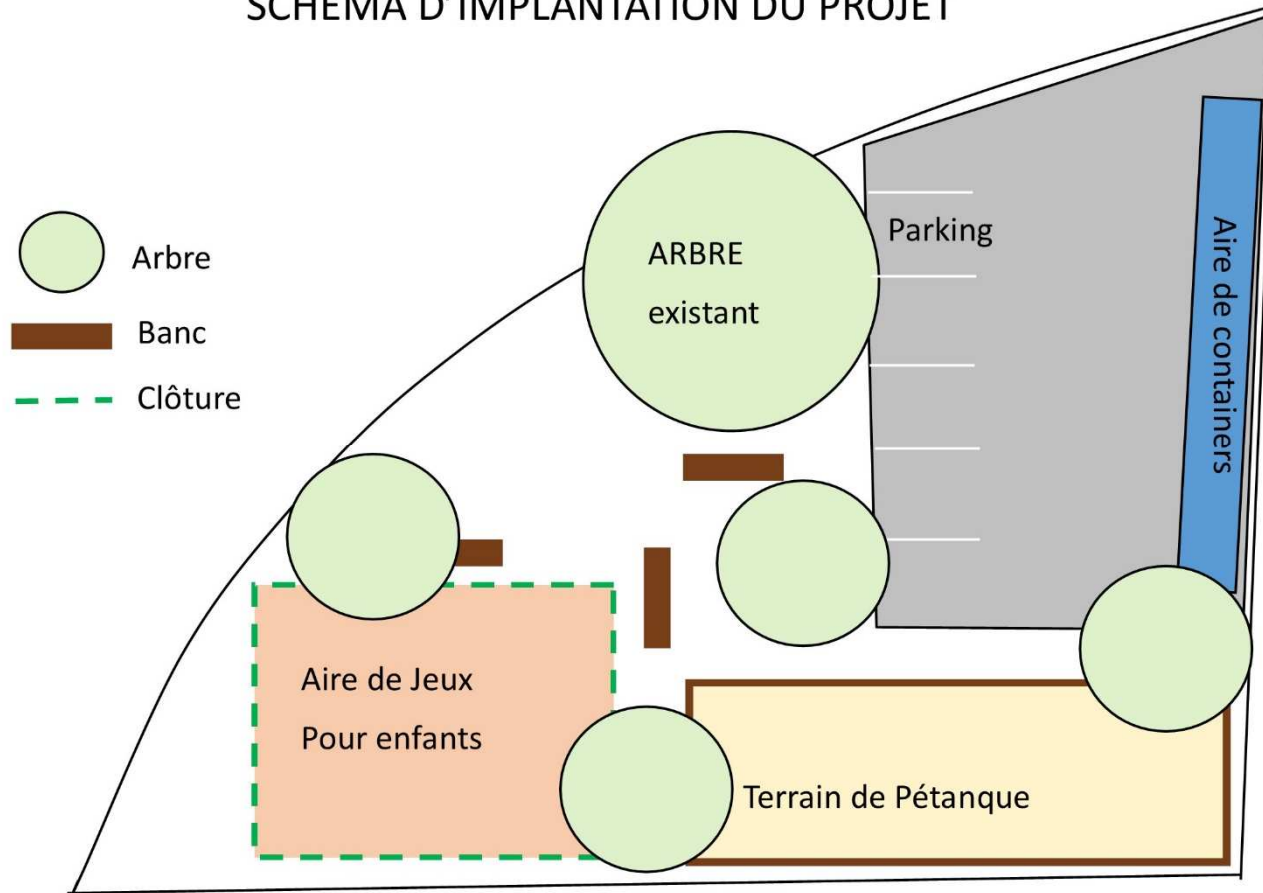 SCHEMA D'IMPLANTATION DU PROJET
Arbre
Banc
Clôture
ARBRE
existant
Parking
Aire de containers
Aire de Jeux
Pour enfants
Terrain de Pétanque